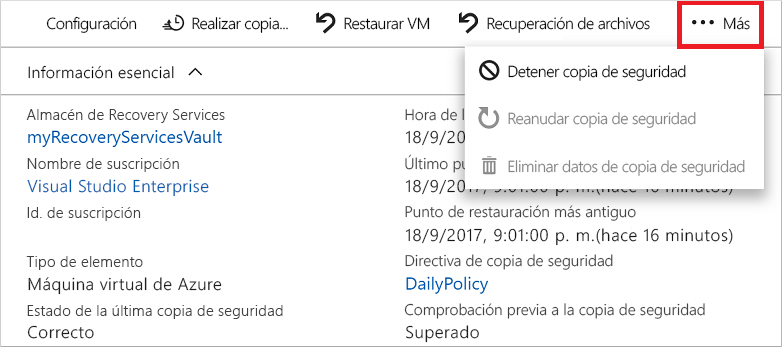 Configuración
Realizar copia...
Restaurar VM
Recuperación de archivos
Más
Información esencial
Detener copia de seguridad
Reanudar copia de seguridad
Eliminar datos de copia de seguridad
Almacén de Recovery Services
myRecoveryServicesVault
Nombre de suscripción
Visual Studio Enterprise
Id. de suscripción
Tipo de elemento
Máquina virtual de Azure
Estado de la última copia de seguridad
Correcto
Hora de l
18/9/2017
Último pu
18/9/2017, 9:01:00 p. m.(hace 16 minutos)
Punto de restauración más antiguo
18/9/2017, 9:01:00 p. m.(hace 16 minutos)
Directiva de copia de seguridad
DailyPolicy
Comprobación previa a la copia de seguridad
Superado